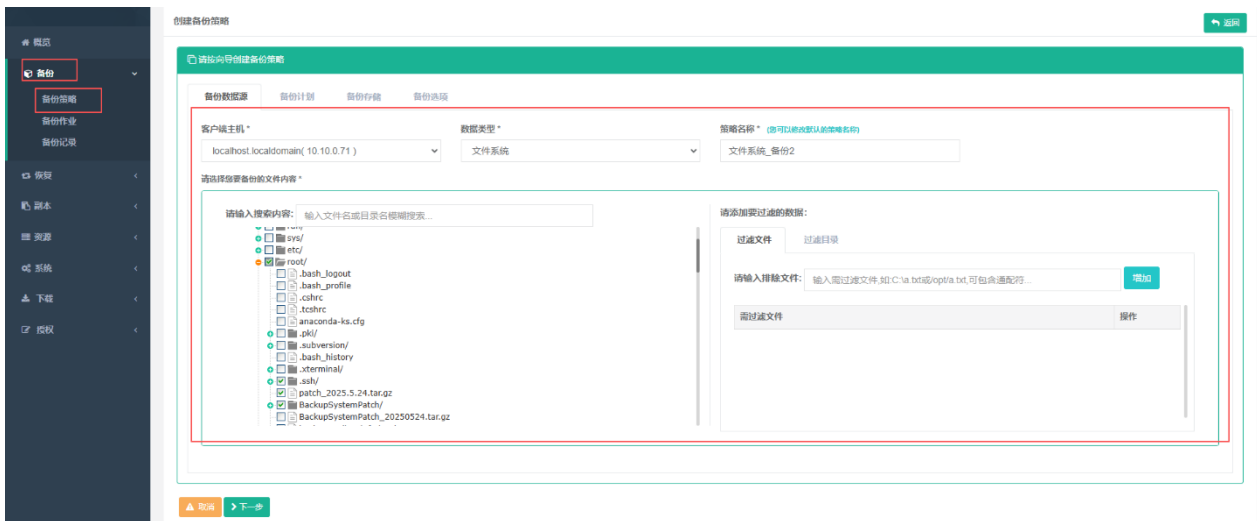 创建备份策略
返回
概览
备份
备份策略
备份作业
备份记录
恢复
副本
资源
系统
下载
授权
请按向导创建备份策略
备份数据源
备份计划
备份存储
备份选项
客户端主机 *
数据类型 *
策略名称 * (您可以修改默认的策略名称)
localhost.localdomain( 10.10.0.71 )
文件系统
文件系统_备份2
请选择您要备份的文件内容 *
请输入搜索内容:
输入文件名或目录名模糊搜索...
run/
sys/
etc/
root/
.bash_logout
.bash_profile
.cshrc
.tcshrc
anaconda-ks.cfg
.pki/
.subversion/
.bash_history
.xterminal/
.ssh/
patch_2025.5.24.tar.gz
BackupSystemPatch/
BackupSystemPatch_20250524.tar.gz
请添加要过滤的数据:
过滤文件
过滤目录
请输入排除文件:
输入需过滤文件,如:C:\a.txt或/opt/a.txt,可包含通配符...
增加
需过滤文件
操作
取消
下一步